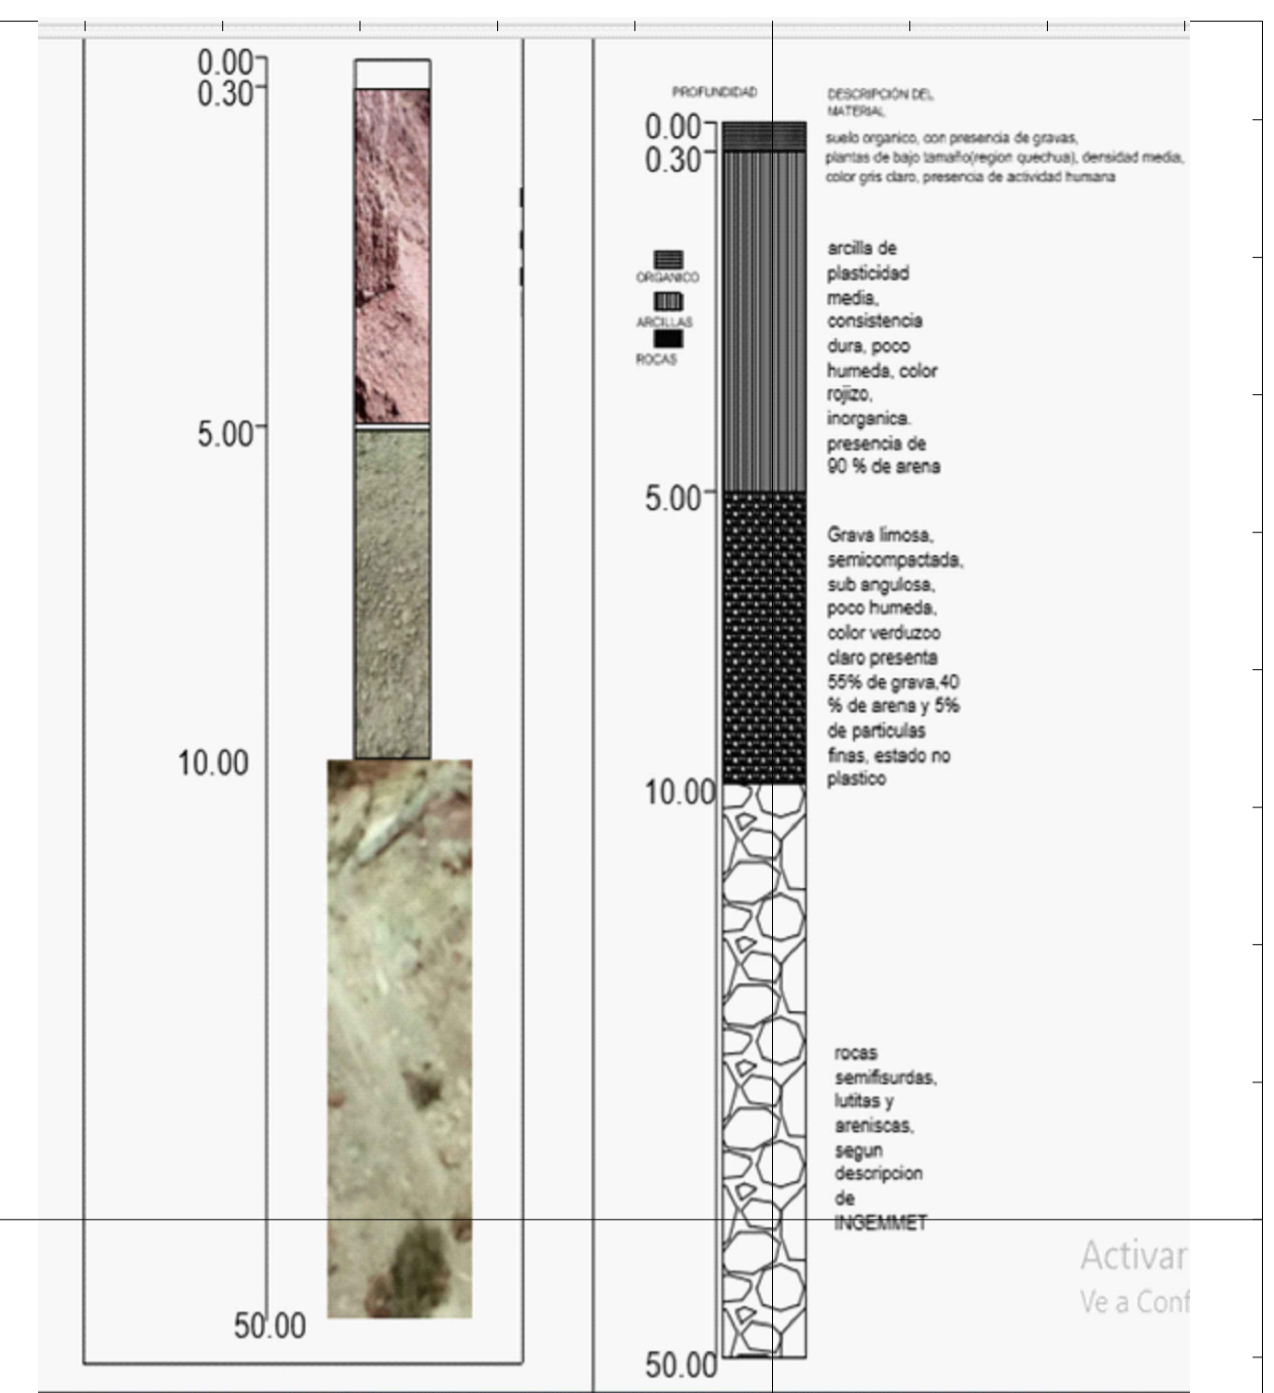 0.00
0.30
5.00
10.00
50.00
PROFUNDIDAD
DESCRIPCIÓN DEL
MATERIAL
0.00
0.30
5.00
10.00
50.00
suelo organico, con presencia de gravas,
plantas de bajo tamaño(region quechua), densidad media,
color gris claro, presencia de actividad humana
ORGANICO
ARCILLAS
ROCAS
arcilla de
plasticidad
media,
consistencia
dura, poco
humeda, color
rojizo,
inorganica.
presencia de
90 % de arena
Grava limosa,
semicompactada,
sub angulosa,
poco humeda,
color verduzco
claro presenta
55% de grava,40
% de arena y 5%
de particulas
finas, estado no
plastico
rocas
semifisurdas,
lutitas y
areniscas,
segun
descripcion
de
INGEMMET
Activar
Ve a Conf